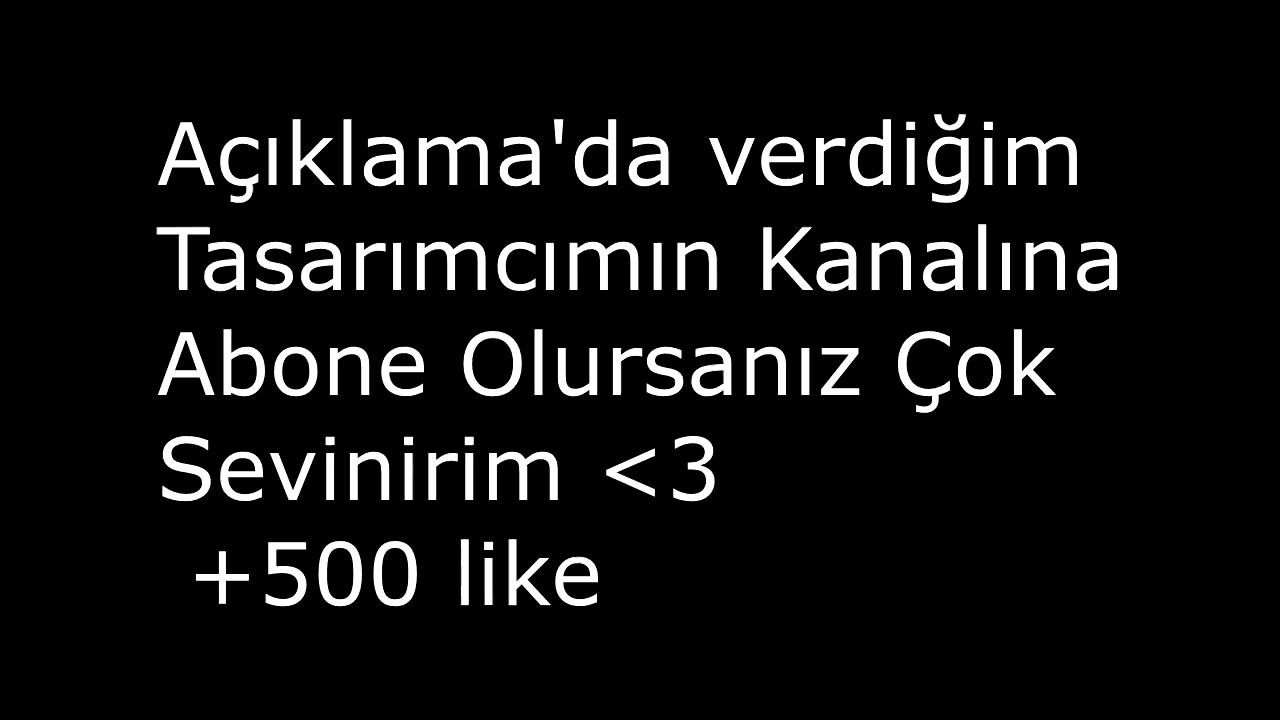 Açıklama'da verdiğim
Tasarımcımın Kanalına
Abone Olursanız Çok
Sevinirim <3
+500 like